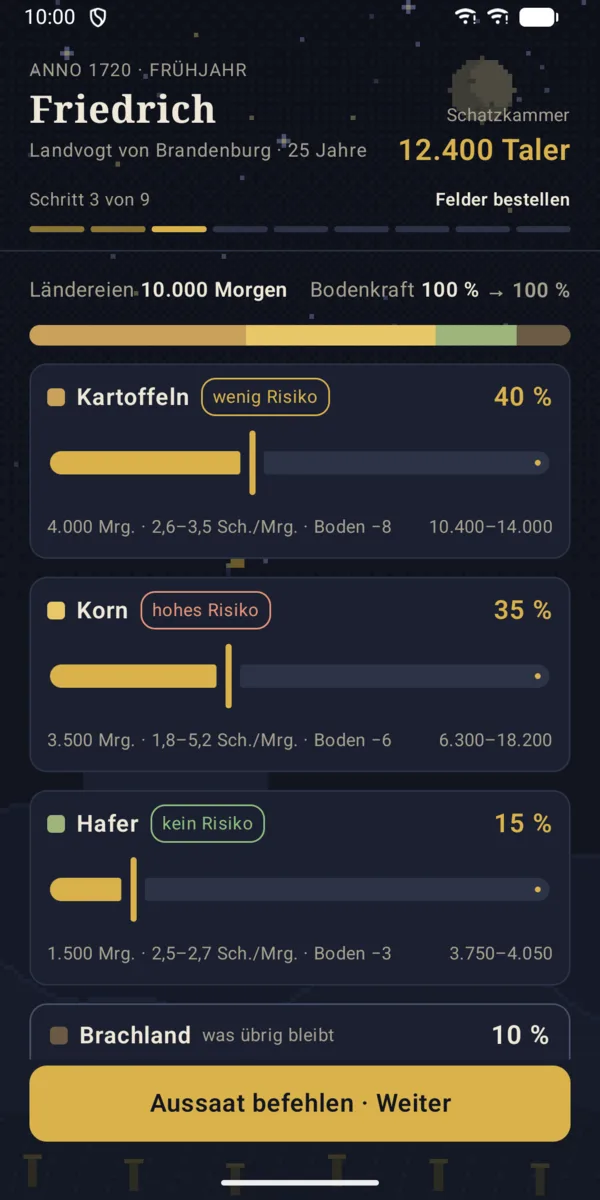 10:00
ANNO 1720 · FRÜHJAHR
Friedrich
Schatzkammer
Landvogt von Brandenburg · 25 Jahre
12.400 Taler
Schritt 3 von 9
Felder bestellen
Ländereien 10.000 Morgen
Bodenkraft 100 % → 100 %
Kartoffeln wenig Risiko 40 %
4.000 Mrg. · 2,6–3,5 Sch./Mrg. · Boden −8 10.400–14.000
Korn hohes Risiko 35 %
3.500 Mrg. · 1,8–5,2 Sch./Mrg. · Boden −6 6.300–18.200
Hafer kein Risiko 15 %
1.500 Mrg. · 2,5–2,7 Sch./Mrg. · Boden −3 3.750–4.050
Brachland was übrig bleibt 10 %
Aussaat befehlen · Weiter